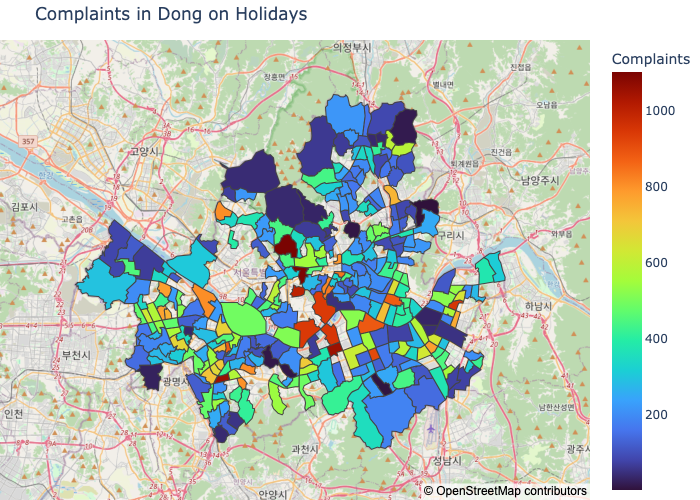 Complaints in Dong on Holidays
Complaints
1000
800
600
400
200
의정부시
장흥면
별내면
진접읍
오남읍
고양시
퇴계원읍
진건읍
남양주시
357
한강
김포시
고촌읍
구리시
와부읍
서울특별
하남시
부천시
광명시
인천
남한산성면
과천시
성남시
광주시
안양시
© OpenStreetMap contributors